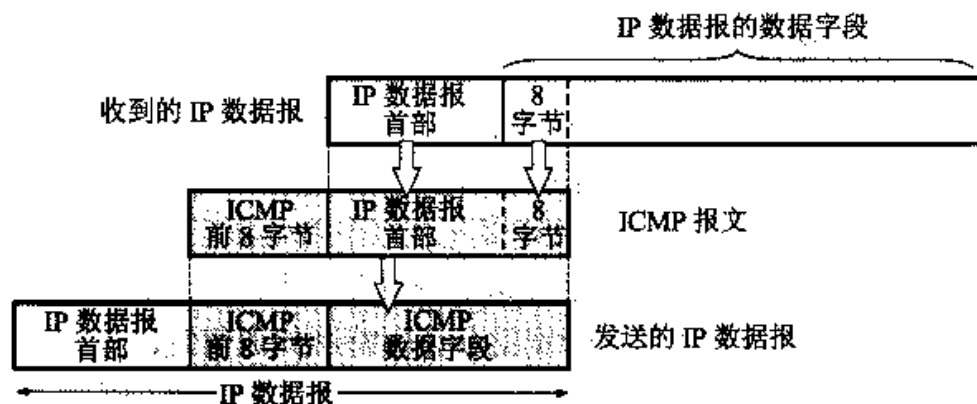 IP 数据报的数据字段
收到的 IP 数据报
IP 数据报
首部
8
字节
ICMP
前 8 字节
IP 数据报
首部
8
字节
ICMP 报文
IP 数据报
首部
ICMP
前 8 字节
ICMP
数据字段
发送的 IP 数据报
IP 数据报